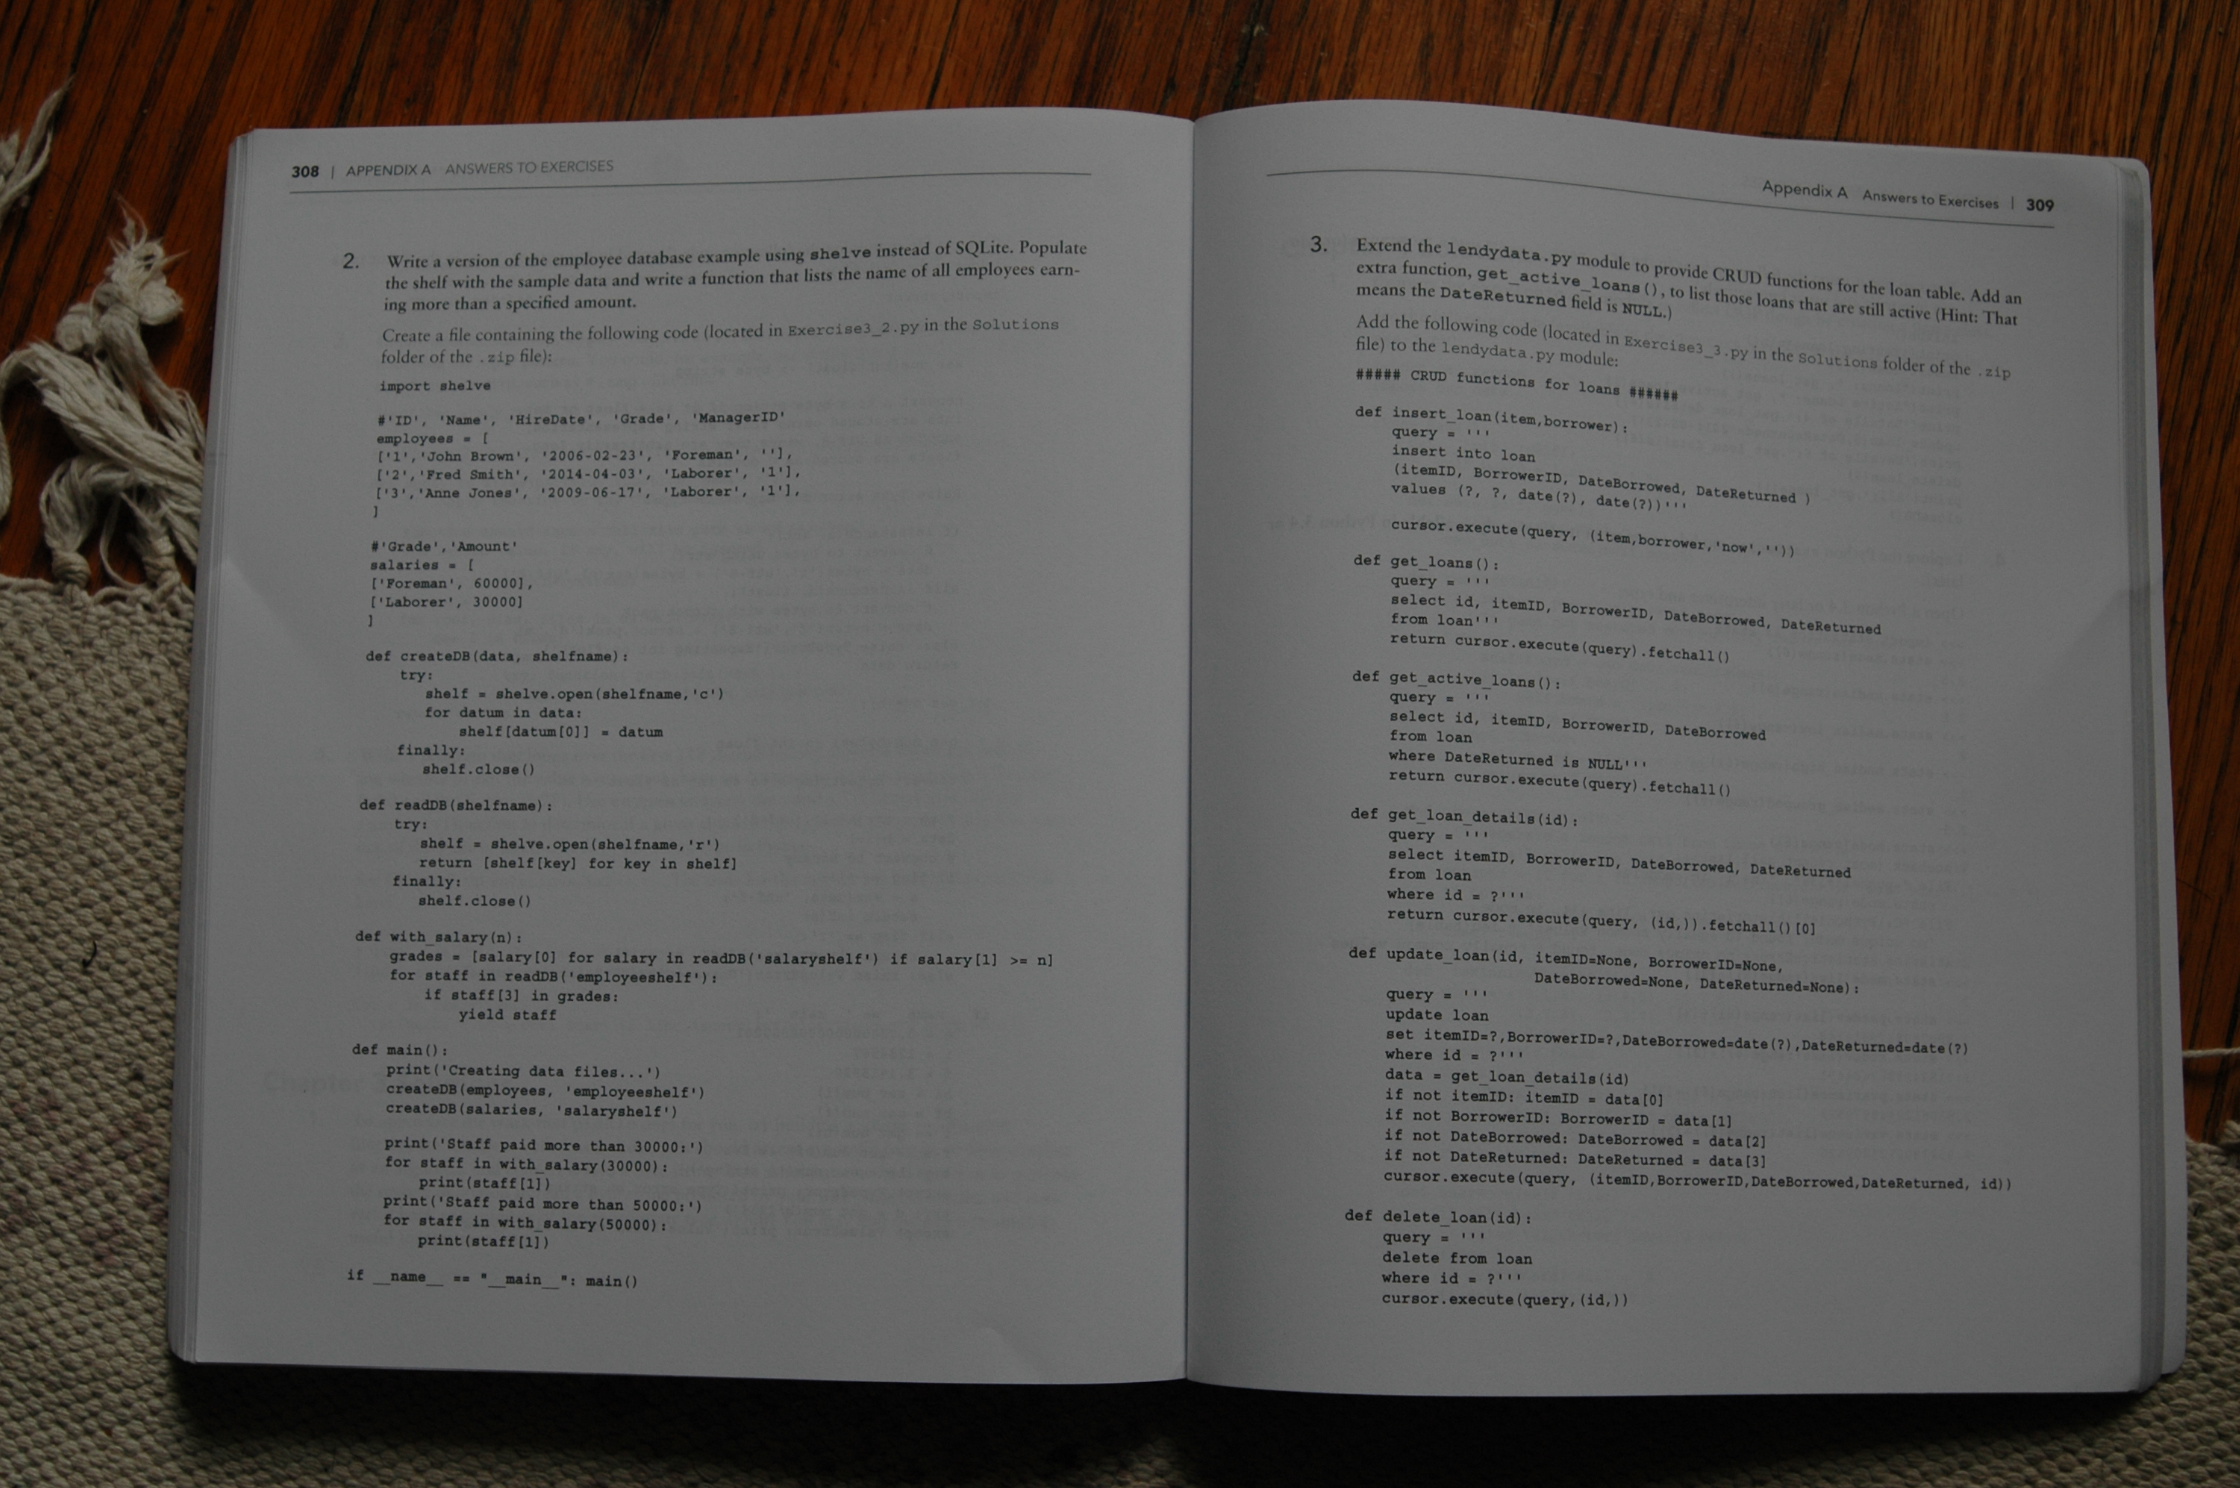 308 | APPENDIX A ANSWERS TO EXERCISES
2. Write a version of the employee database example using shelve instead of SQLite. Populate
the shelf with the sample data and write a function that lists the name of all employees earn-
ing more than a specified amount.
Create a file containing the following code (located in Exercise3_2.py in the Solutions
folder of the .zip file):
import shelve
#'ID', 'Name', 'HireDate', 'Grade', 'ManagerID'
employees = [
['1','John Brown', '2006-02-23', 'Foreman', ''],
['2','Fred Smith', '2014-04-03', 'Laborer', '1'],
['3','Anne Jones', '2009-06-17', 'Laborer', '1'],
]
#'Grade','Amount'
salaries = [
['Foreman', 60000],
['Laborer', 30000]
]
def createDB(data, shelfname):
try:
shelf = shelve.open(shelfname,'c')
for datum in data:
shelf[datum[0]] = datum
finally:
shelf.close()
def readDB(shelfname):
try:
shelf = shelve.open(shelfname,'r')
return [shelf[key] for key in shelf]
finally:
shelf.close()
def with_salary(n):
grades = [salary[0] for salary in readDB('salaryshelf') if salary[1] >= n]
for staff in readDB('employeeshelf'):
if staff[3] in grades:
yield staff
def main():
print('Creating data files...')
createDB(employees, 'employeeshelf')
createDB(salaries, 'salaryshelf')
print('Staff paid more than 30000:')
for staff in with_salary(30000):
print(staff[1])
print('Staff paid more than 50000:')
for staff in with_salary(50000):
print(staff[1])
if __name__ == "__main__": main()
Appendix A Answers to Exercises | 309
3. Extend the lendydata.py module to provide CRUD functions for the loan table. Add an
extra function, get_active_loans(), to list those loans that are still active (Hint: That
means the DateReturned field is NULL.)
Add the following code (located in Exercise3_3.py in the Solutions folder of the .zip
file) to the lendydata.py module:
##### CRUD functions for loans ######
def insert_loan(item,borrower):
query = '''
insert into loan
(itemID, BorrowerID, DateBorrowed, DateReturned )
values (?, ?, date(?), date(?))'''
cursor.execute(query, (item,borrower,'now',''))
def get_loans():
query = '''
select id, itemID, BorrowerID, DateBorrowed, DateReturned
from loan'''
return cursor.execute(query).fetchall()
def get_active_loans():
query = '''
select id, itemID, BorrowerID, DateBorrowed
from loan
where DateReturned is NULL'''
return cursor.execute(query).fetchall()
def get_loan_details(id):
query = '''
select itemID, BorrowerID, DateBorrowed, DateReturned
from loan
where id = ?'''
return cursor.execute(query, (id,)).fetchall()[0]
def update_loan(id, itemID=None, BorrowerID=None,
DateBorrowed=None, DateReturned=None):
query = '''
update loan
set itemID=?,BorrowerID=?,DateBorrowed=date(?),DateReturned=date(?)
where id = ?'''
data = get_loan_details(id)
if not itemID: itemID = data[0]
if not BorrowerID: BorrowerID = data[1]
if not DateBorrowed: DateBorrowed = data[2]
if not DateReturned: DateReturned = data[3]
cursor.execute(query, (itemID,BorrowerID,DateBorrowed,DateReturned, id))
def delete_loan(id):
query = '''
delete from loan
where id = ?'''
cursor.execute(query,(id,))